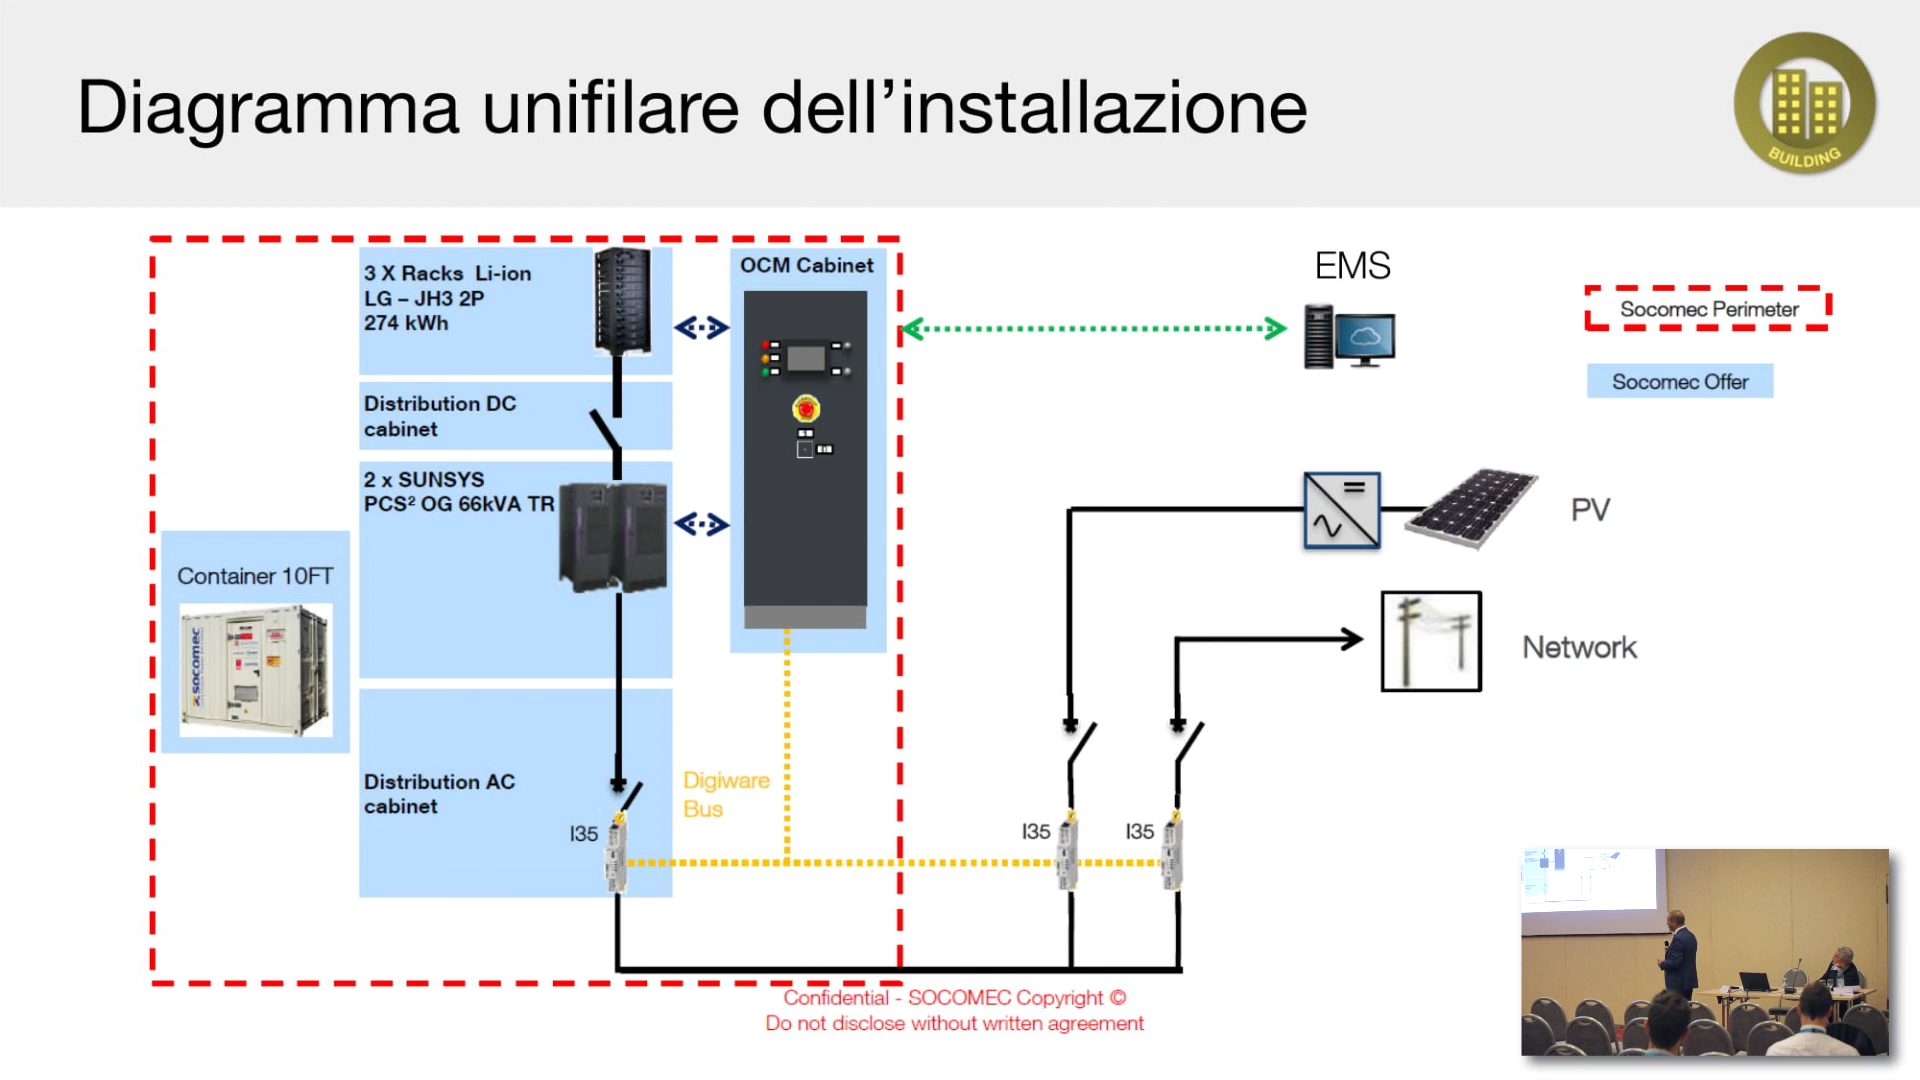 Diagramma unifilare dell’installazione
BUILDING
3 X Racks Li-ion
LG – JH3 2P
274 kWh
OCM Cabinet
EMS
Socomec Perimeter
Socomec Offer
Distribution DC
cabinet
2 x SUNSYS
PCS² OG 66kVA TR
PV
Container 10FT
socomec
Network
Distribution AC
cabinet
Digiware
Bus
I35
I35
I35
Confidential - SOCOMEC Copyright ©
Do not disclose without written agreement